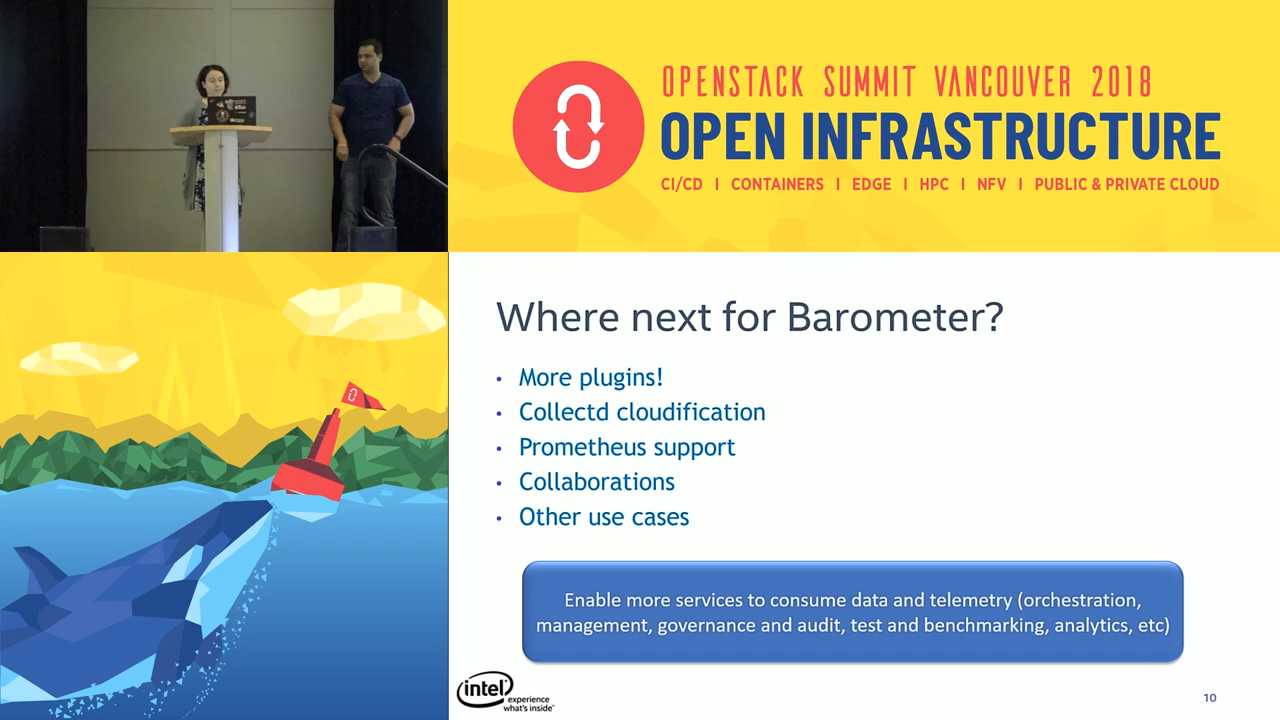 OPENSTACK SUMMIT VANCOUVER 2018
OPEN INFRASTRUCTURE
CI/CD | CONTAINERS | EDGE | HPC | NFV | PUBLIC & PRIVATE CLOUD
Where next for Barometer?
• More plugins!
• Collectd cloudification
• Prometheus support
• Collaborations
• Other use cases
Enable more services to consume data and telemetry (orchestration,
management, governance and audit, test and benchmarking, analytics, etc)
intel
experience
what's inside™
10